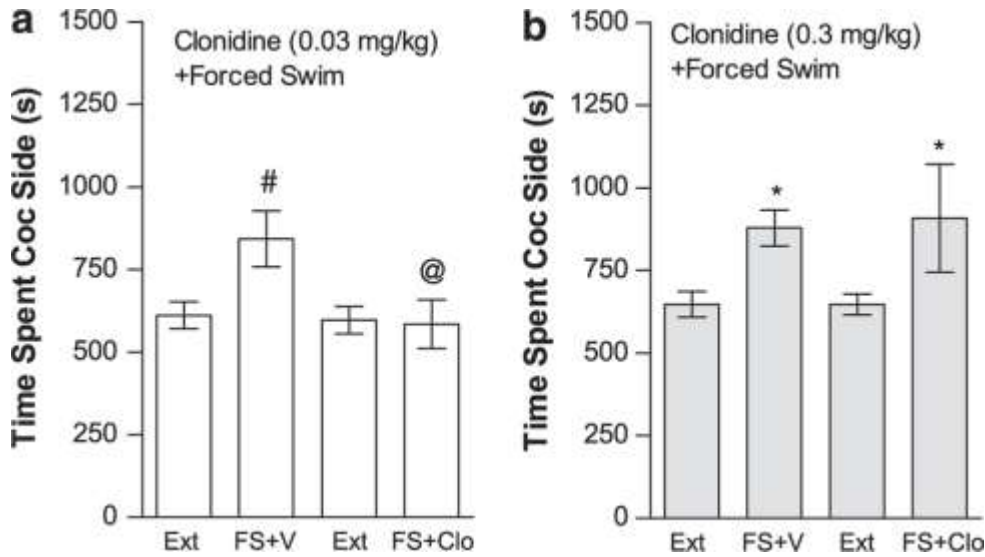 a
Clonidine (0.03 mg/kg)
+Forced Swim
Time Spent Coc Side (s)
1500
1250
1000
750
500
250
0
#
@
Ext FS+V Ext FS+Clo
b
Clonidine (0.3 mg/kg)
+Forced Swim
Time Spent Coc Side (s)
1500
1250
1000
750
500
250
0
*
*
Ext FS+V Ext FS+Clo